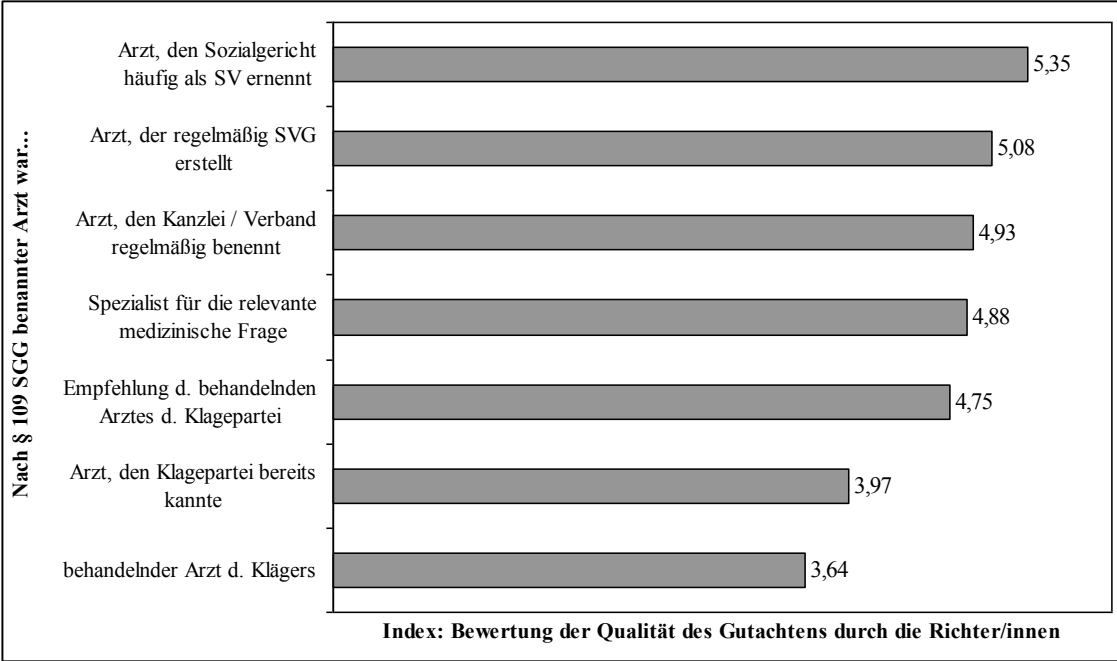 Nach § 109 SGG benannter Arzt war...
Arzt, den Sozialgericht
häufig als SV ernennt
5,35
Arzt, der regelmäßig SVG
erstellt
5,08
Arzt, den Kanzlei / Verband
regelmäßig benennt
4,93
Spezialist für die relevante
medizinische Frage
4,88
Empfehlung d. behandelnden
Arztes d. Klagepartei
4,75
Arzt, den Klagepartei bereits
kannte
3,97
behandelnder Arzt d. Klägers
3,64
Index: Bewertung der Qualität des Gutachtens durch die Richter/innen